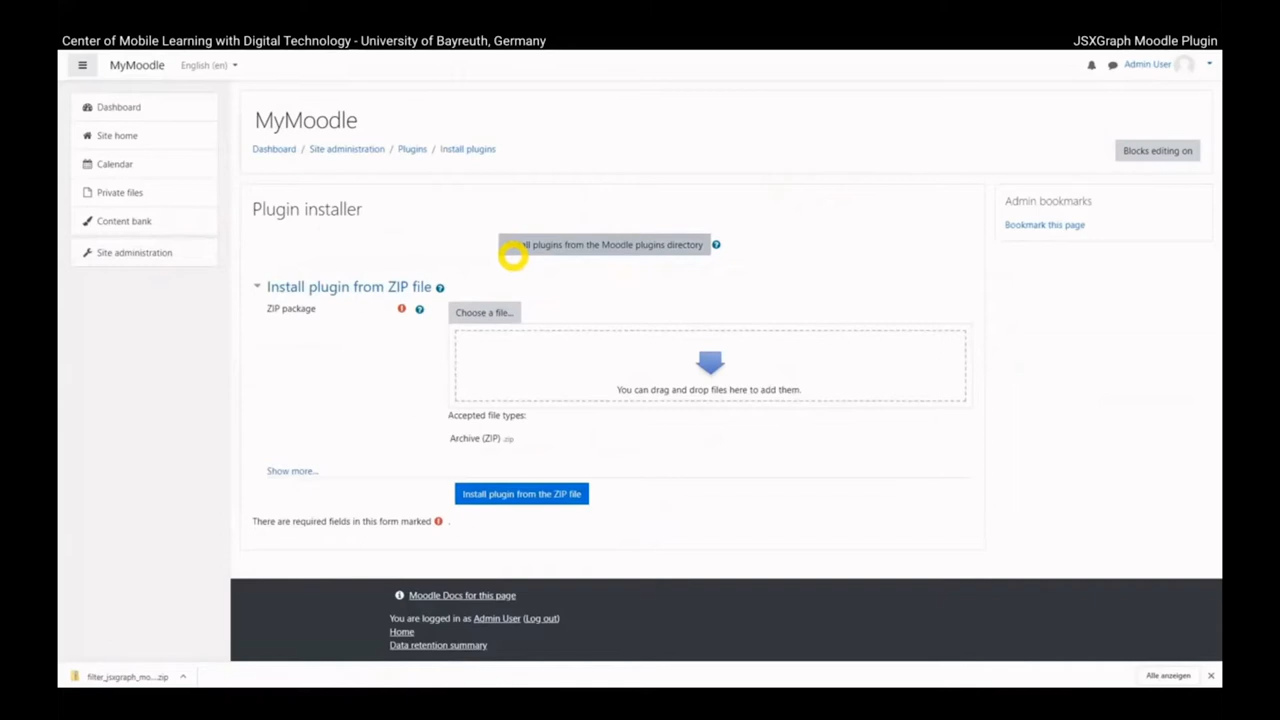 Center of Mobile Learning with Digital Technology - University of Bayreuth, Germany
JSXGraph Moodle Plugin
MyMoodle
English (en)
Admin User
Dashboard
Site home
Calendar
Private files
Content bank
Site administration
MyMoodle
Dashboard / Site administration / Plugins / Install plugins
Blocks editing on
Plugin installer
plugins from the Moodle plugins directory
Install plugin from ZIP file
ZIP package
Choose a file...
You can drag and drop files here to add them.
Accepted file types:
Archive (ZIP) .zip
Show more...
Install plugin from the ZIP file
There are required fields in this form marked .
Admin bookmarks
Bookmark this page
Moodle Docs for this page
You are logged in as Admin User (Log out)
Home
Data retention summary
filter_jsxgraph_mo....zip
Alle anzeigen